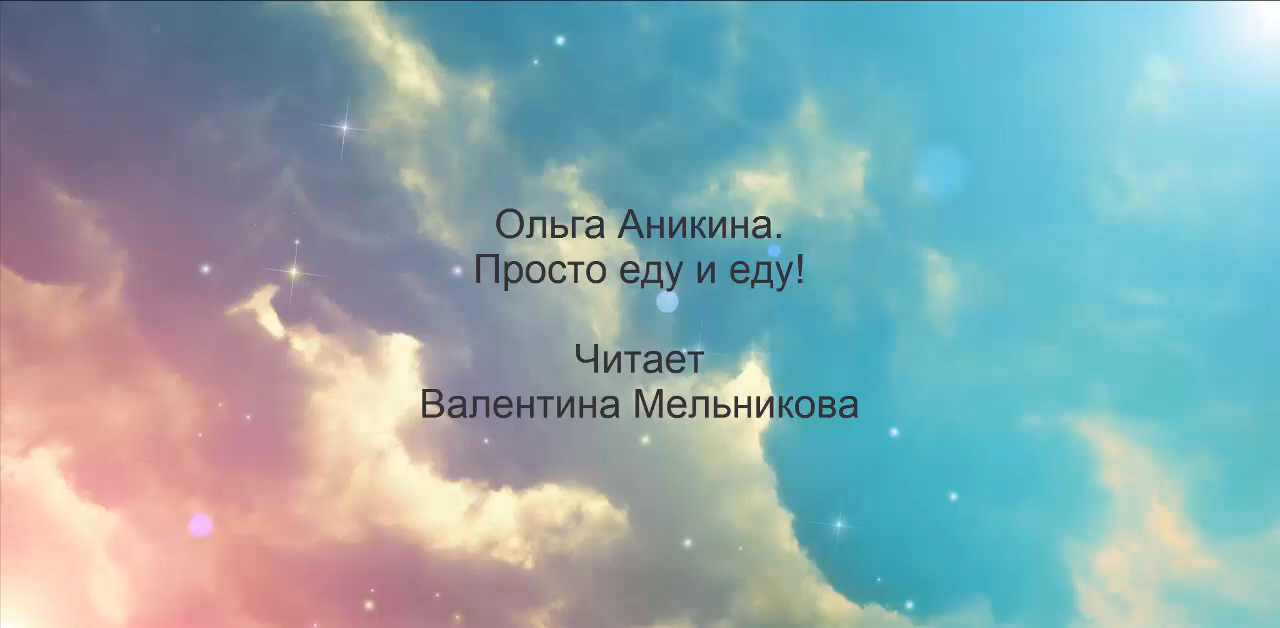 Ольга Аникина.
Просто еду и еду!
Читает
Валентина Мельникова